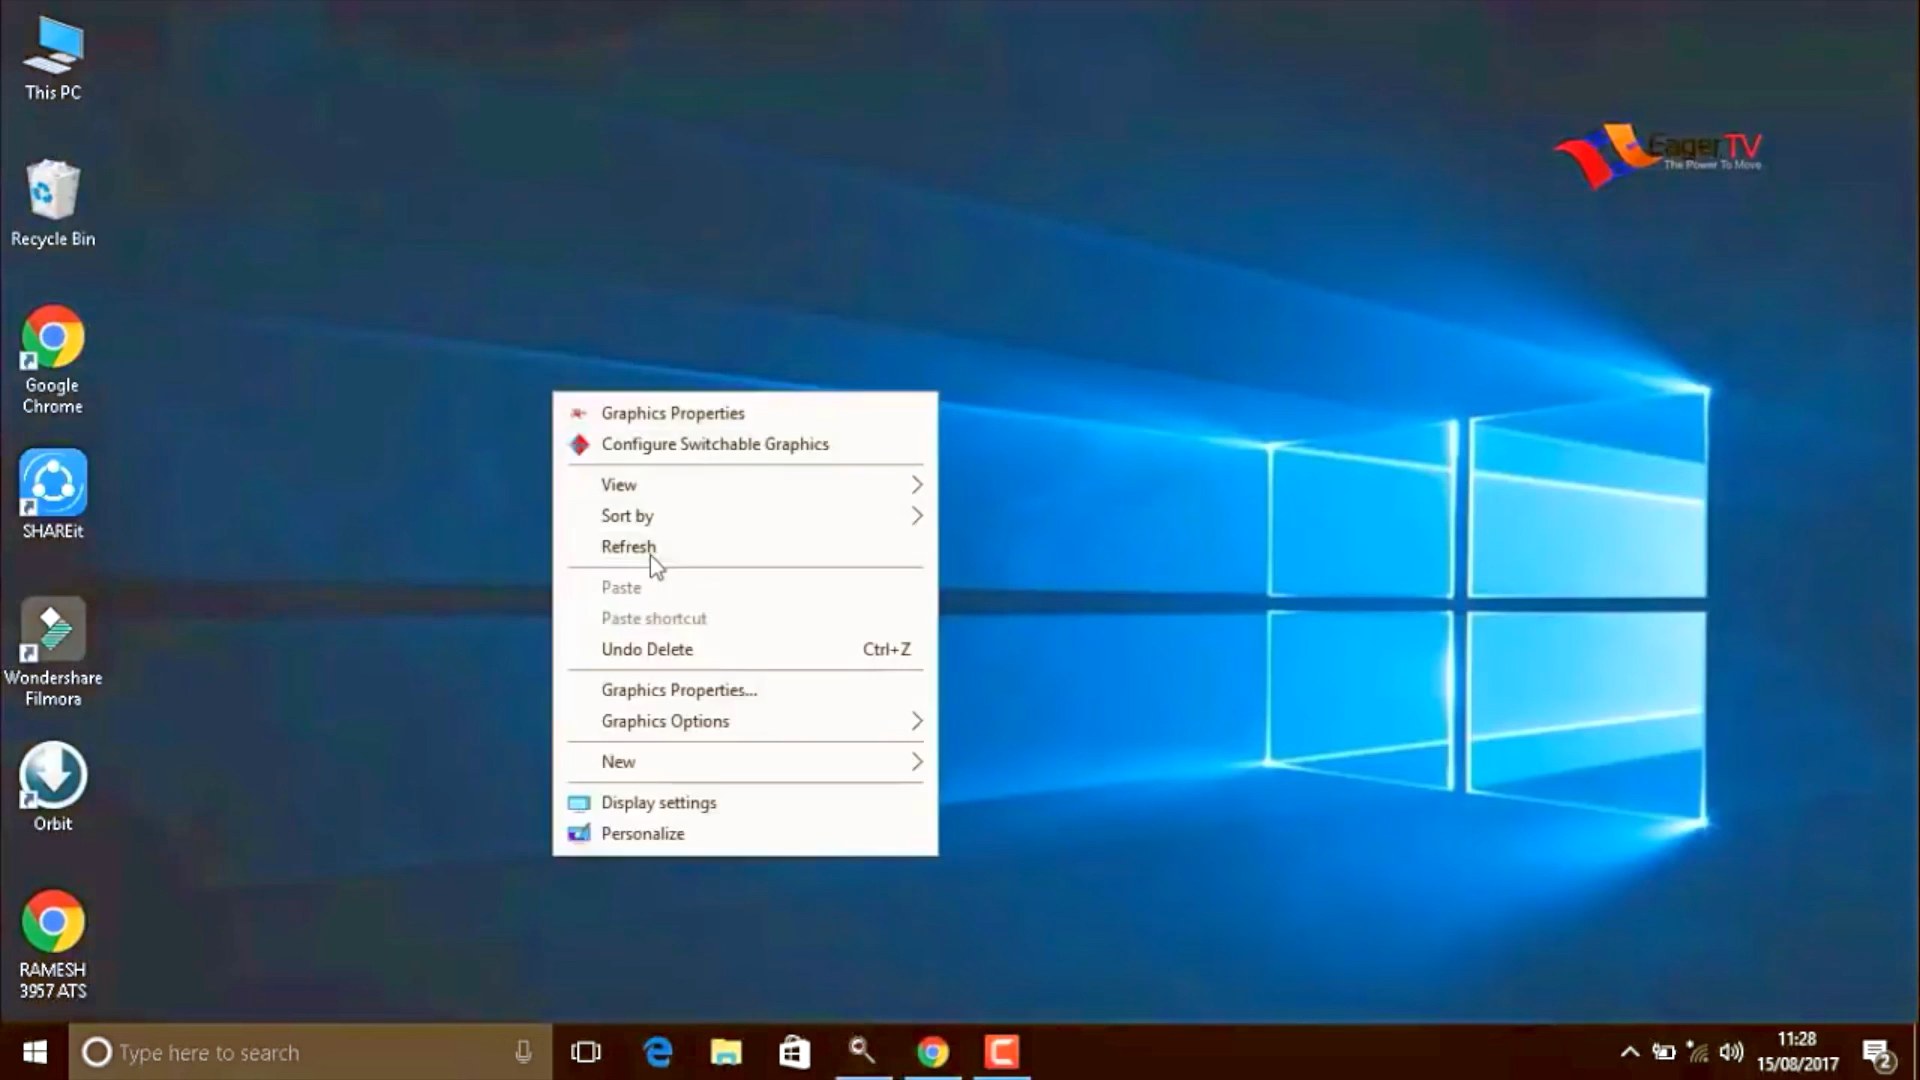 This PC
Recycle Bin
Google
Chrome
SHAREit
Wondershare
Filmora
Orbit
RAMESH
3957 ATS
EagerTV
The Power To Move
Graphics Properties
Configure Switchable Graphics
View
Sort by
Refresh
Paste
Paste shortcut
Undo Delete Ctrl+Z
Graphics Properties...
Graphics Options
New
Display settings
Personalize
Type here to search
11:28
15/08/2017
2